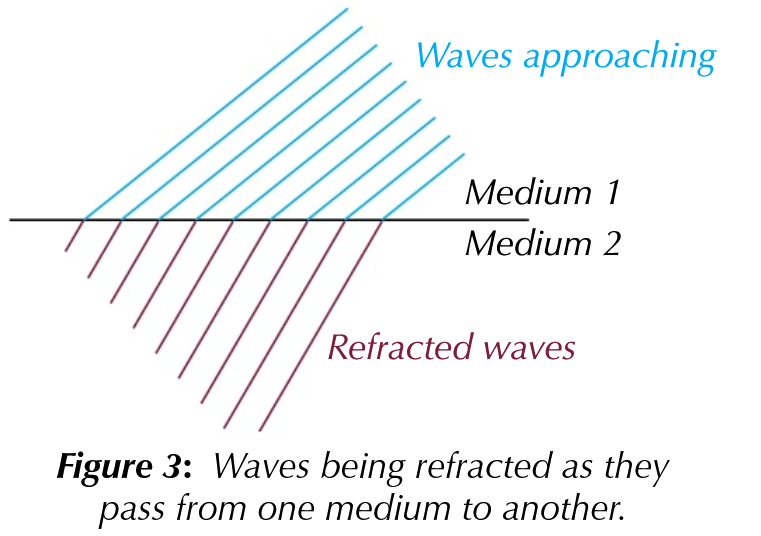 Waves approaching
Medium 1
Medium 2
Refracted waves
Figure 3: Waves being refracted as they
pass from one medium to another.